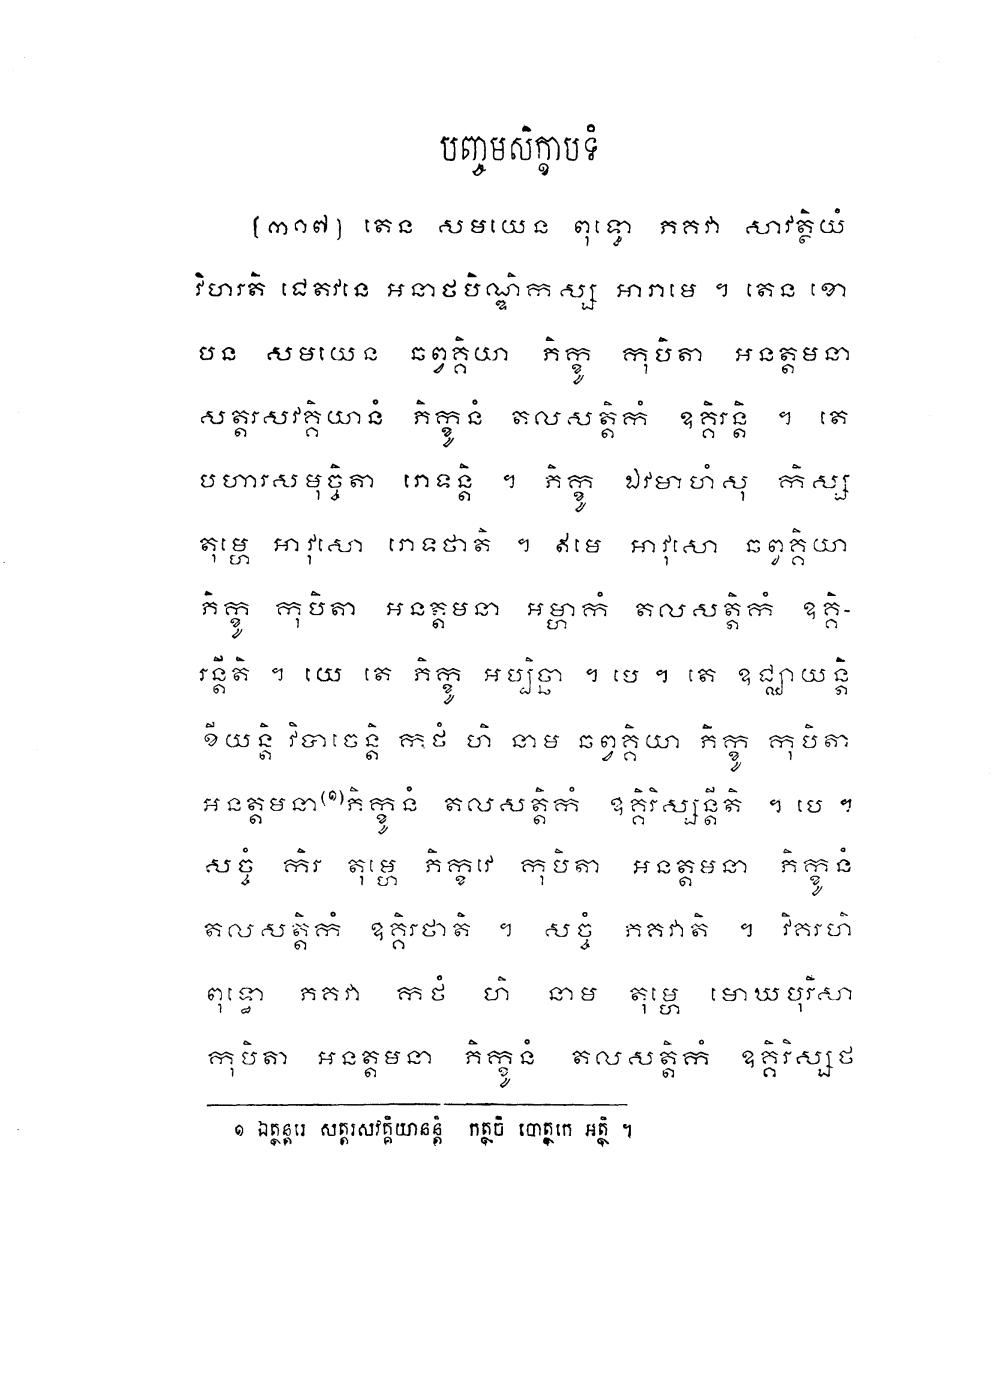 បញ្ចមសិក្ខាបទំ
(៣១៧) តេន សមយេន ពុទ្ធោ ភគវា សាវត្ថិយំ
វិហរតិ ជេតវនេ អនាថបិណ្ឌិកស្ស អារាមេ ។ តេន ខោ
បន សមយេន ឆព្វគ្គិយា ភិក្ខូ កុបិតា អនត្តមនា
សត្តរសវគ្គិយានំ ភិក្ខូនំ តលសត្តិកំ ឧគ្គិរន្តិ ។ តេ
បហារសមុច្ចិតា រោទន្តិ ។ ភិក្ខូ ឯវមាហំសុ កិស្ស
តុម្ហេ អាវុសោ រោទថាតិ ។ ឥមេ អាវុសោ ឆព្វគ្គិយា
ភិក្ខូ កុបិតា អនត្តមនា អម្ហាកំ តលសត្តិកំ ឧគ្គិ-
រន្តីតិ ។ យេ តេ ភិក្ខូ អប្បិច្ឆា ។ បេ ។ តេ ឧជ្ឈាយន្តិ
ខីយន្តិ វិបាចេន្តិ កថំ ហិ នាម ឆព្វគ្គិយា ភិក្ខូ កុបិតា
អនត្តមនា(១)ភិក្ខូនំ តលសត្តិកំ ឧគ្គិរិស្សន្តីតិ ។ បេ ។
សច្ចំ កិរ តុម្ហេ ភិក្ខវេ កុបិតា អនត្តមនា ភិក្ខូនំ
តលសត្តិកំ ឧគ្គិរថាតិ ។ សច្ចំ ភគវាតិ ។ វិគរហិ
ពុទ្ធោ ភគវា កថំ ហិ នាម តុម្ហេ មោឃបុរិសា
កុបិតា អនត្តមនា ភិក្ខូនំ តលសត្តិកំ ឧគ្គិរិស្សថ
១ ឯត្ថន្តរេ សត្តរសវគ្គិយានន្តិ កត្ថចិ បោត្ថកេ អត្ថិ ។